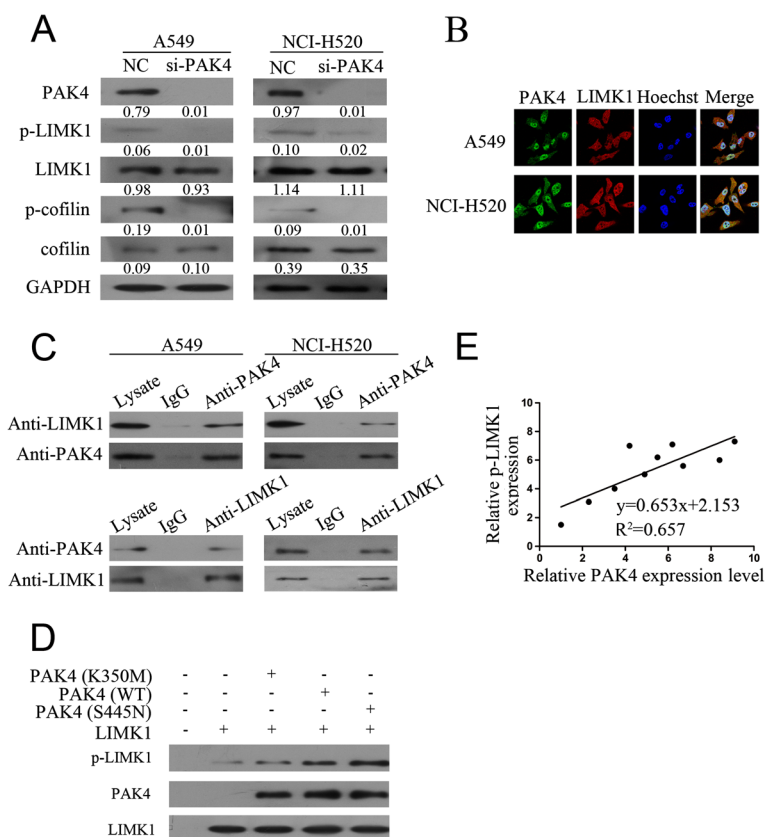 A
A549 NCI-H520
NC si-PAK4 NC si-PAK4
PAK4
0.79 0.01 0.97 0.01
p-LIMK1
0.06 0.01 0.10 0.02
LIMK1
0.98 0.93 1.14 1.11
p-cofilin
0.19 0.01 0.09 0.01
cofilin
0.09 0.10 0.39 0.35
GAPDH
B
PAK4 LIMK1 Hoechst Merge
A549
NCI-H520
C
A549 NCI-H520
Lysate IgG Anti-PAK4 Lysate IgG Anti-PAK4
Anti-LIMK1
Anti-PAK4
Lysate IgG Anti-LIMK1 Lysate IgG Anti-LIMK1
Anti-PAK4
Anti-LIMK1
E
Relative p-LIMK1
expression
10
8
6
4
2
0
y=0.653x+2.153
R²=0.657
0 2 4 6 8 10
Relative PAK4 expression level
D
PAK4 (K350M) - - + - -
PAK4 (WT) - - - + -
PAK4 (S445N) - - - - +
LIMK1 - + + + +
p-LIMK1
PAK4
LIMK1